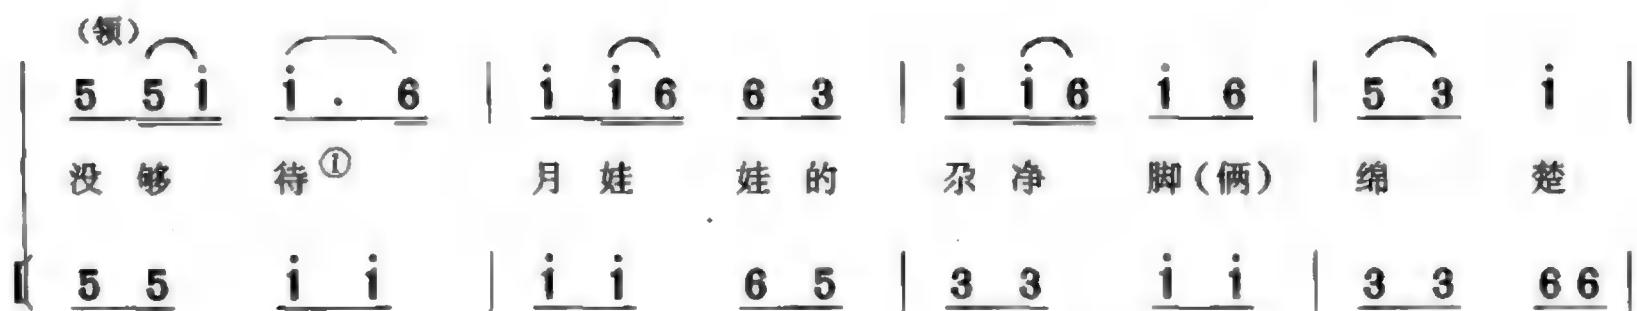 （领）
5 5 i i . 6 | i i 6 6 3 | i i 6 i 6 | 5 3 i |
没 够 待① 月 娃 娃 的 尕 净 脚（俩） 绵 楚
5 5 i i | i i 6 5 | 3 3 i i | 3 3 6 6 |